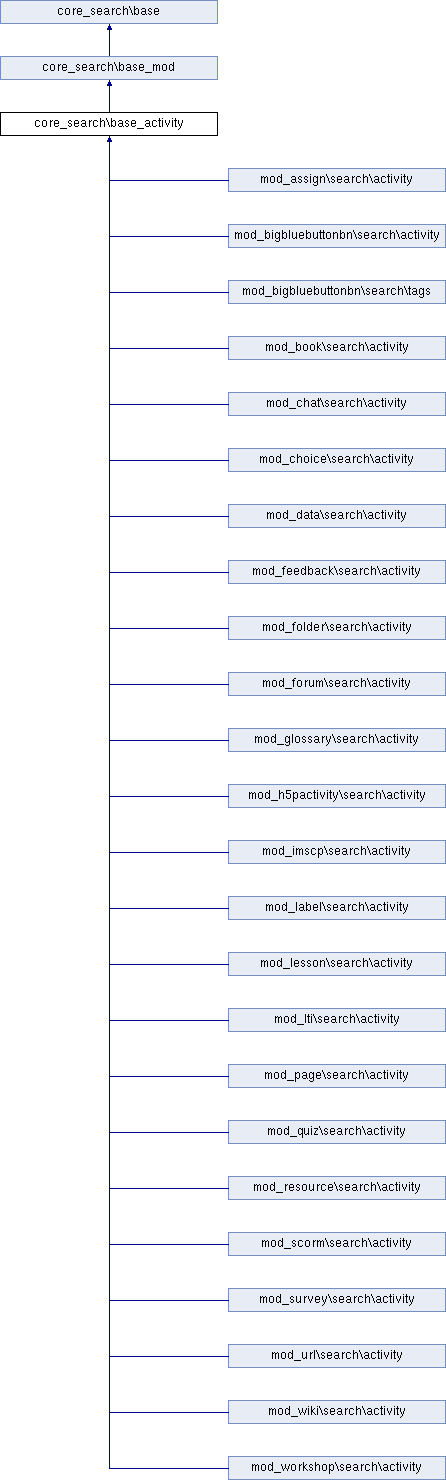 core_search\base
core_search\base_mod
core_search\base_activity
mod_assign\search\activity
mod_bigbluebuttonbn\search\activity
mod_bigbluebuttonbn\search\tags
mod_book\search\activity
mod_chat\search\activity
mod_choice\search\activity
mod_data\search\activity
mod_feedback\search\activity
mod_folder\search\activity
mod_forum\search\activity
mod_glossary\search\activity
mod_h5pactivity\search\activity
mod_imscp\search\activity
mod_label\search\activity
mod_lesson\search\activity
mod_lti\search\activity
mod_page\search\activity
mod_quiz\search\activity
mod_resource\search\activity
mod_scorm\search\activity
mod_survey\search\activity
mod_url\search\activity
mod_wiki\search\activity
mod_workshop\search\activity